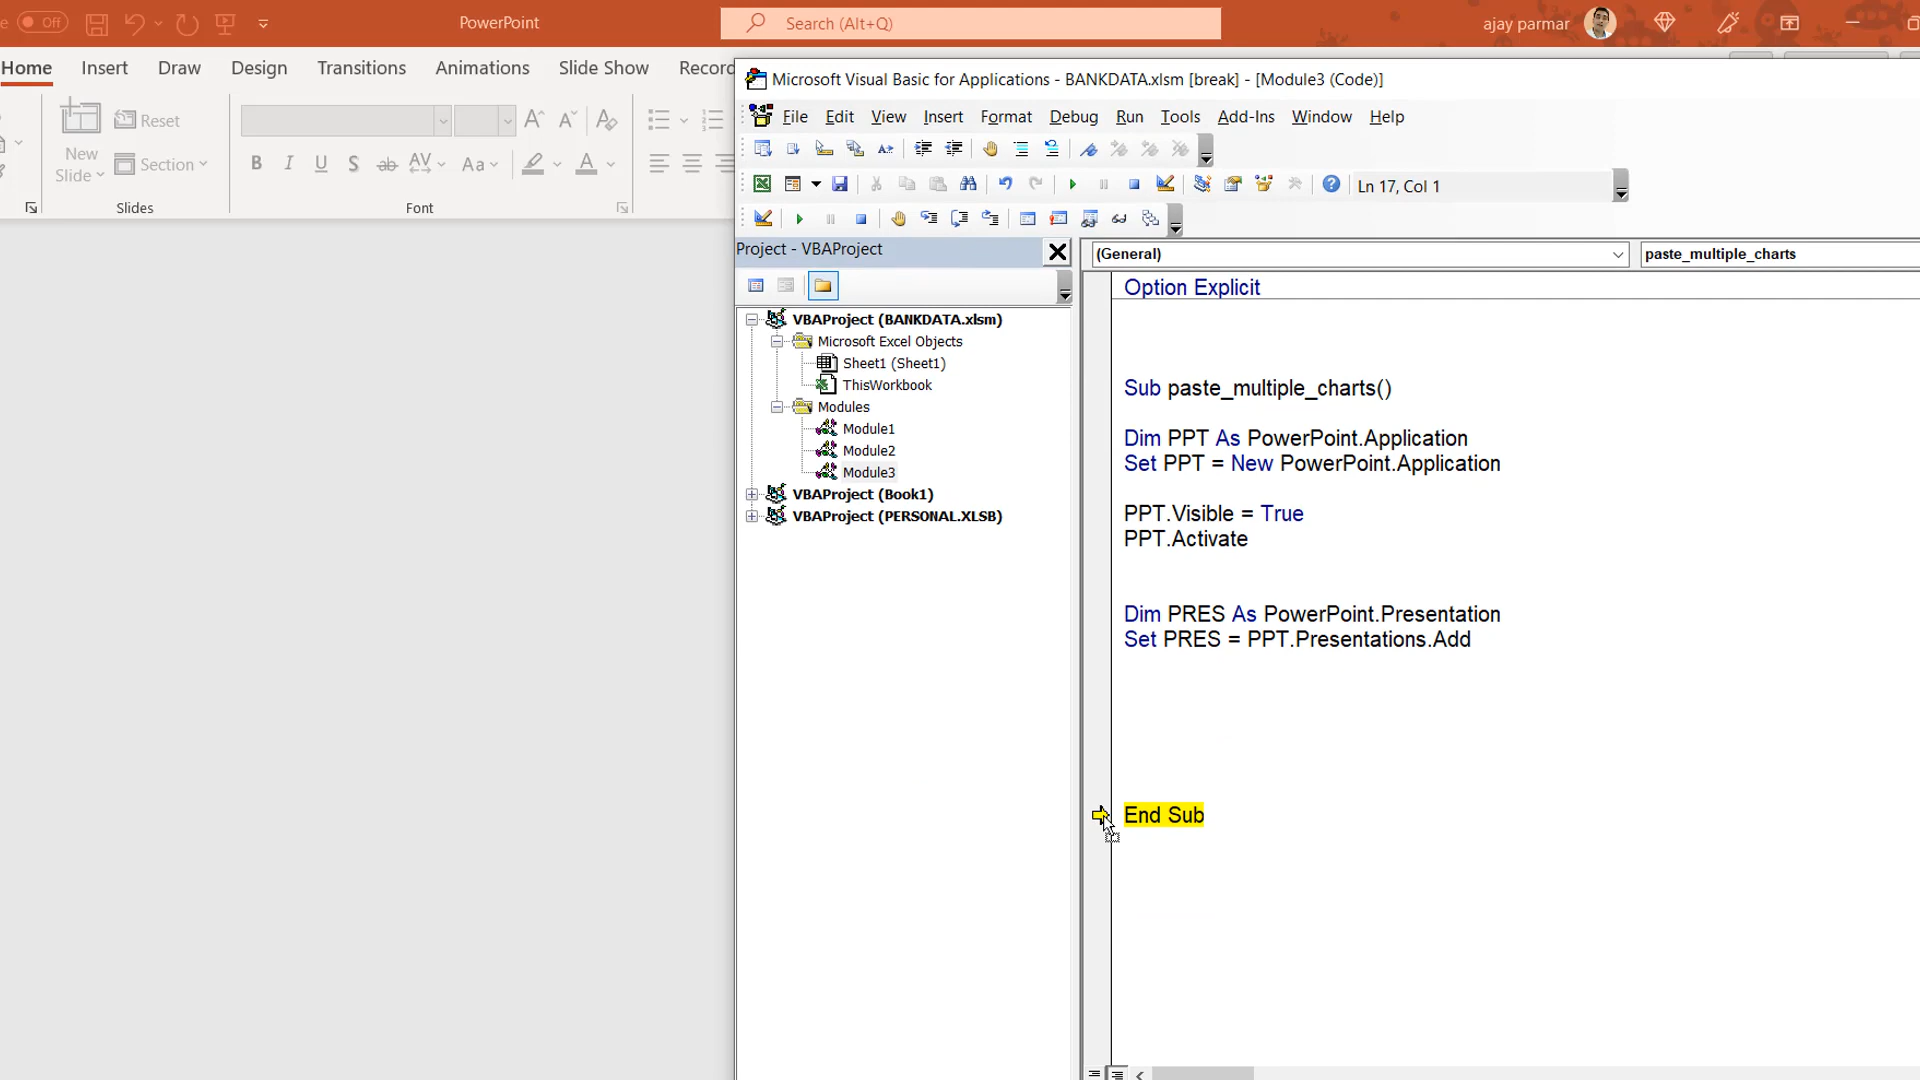 Off
PowerPoint
Search (Alt+Q)
ajay parmar
Home Insert Draw Design Transitions Animations Slide Show Recor
New Slide
Reset
Section
Slides
Font
Microsoft Visual Basic for Applications - BANKDATA.xlsm [break] - [Module3 (Code)]
File Edit View Insert Format Debug Run Tools Add-Ins Window Help
Ln 17, Col 1
Project - VBAProject
(General)
paste_multiple_charts
VBAProject (BANKDATA.xlsm)
Microsoft Excel Objects
Sheet1 (Sheet1)
ThisWorkbook
Modules
Module1
Module2
Module3
VBAProject (Book1)
VBAProject (PERSONAL.XLSB)
Option Explicit
Sub paste_multiple_charts()
Dim PPT As PowerPoint.Application
Set PPT = New PowerPoint.Application
PPT.Visible = True
PPT.Activate
Dim PRES As PowerPoint.Presentation
Set PRES = PPT.Presentations.Add
End Sub